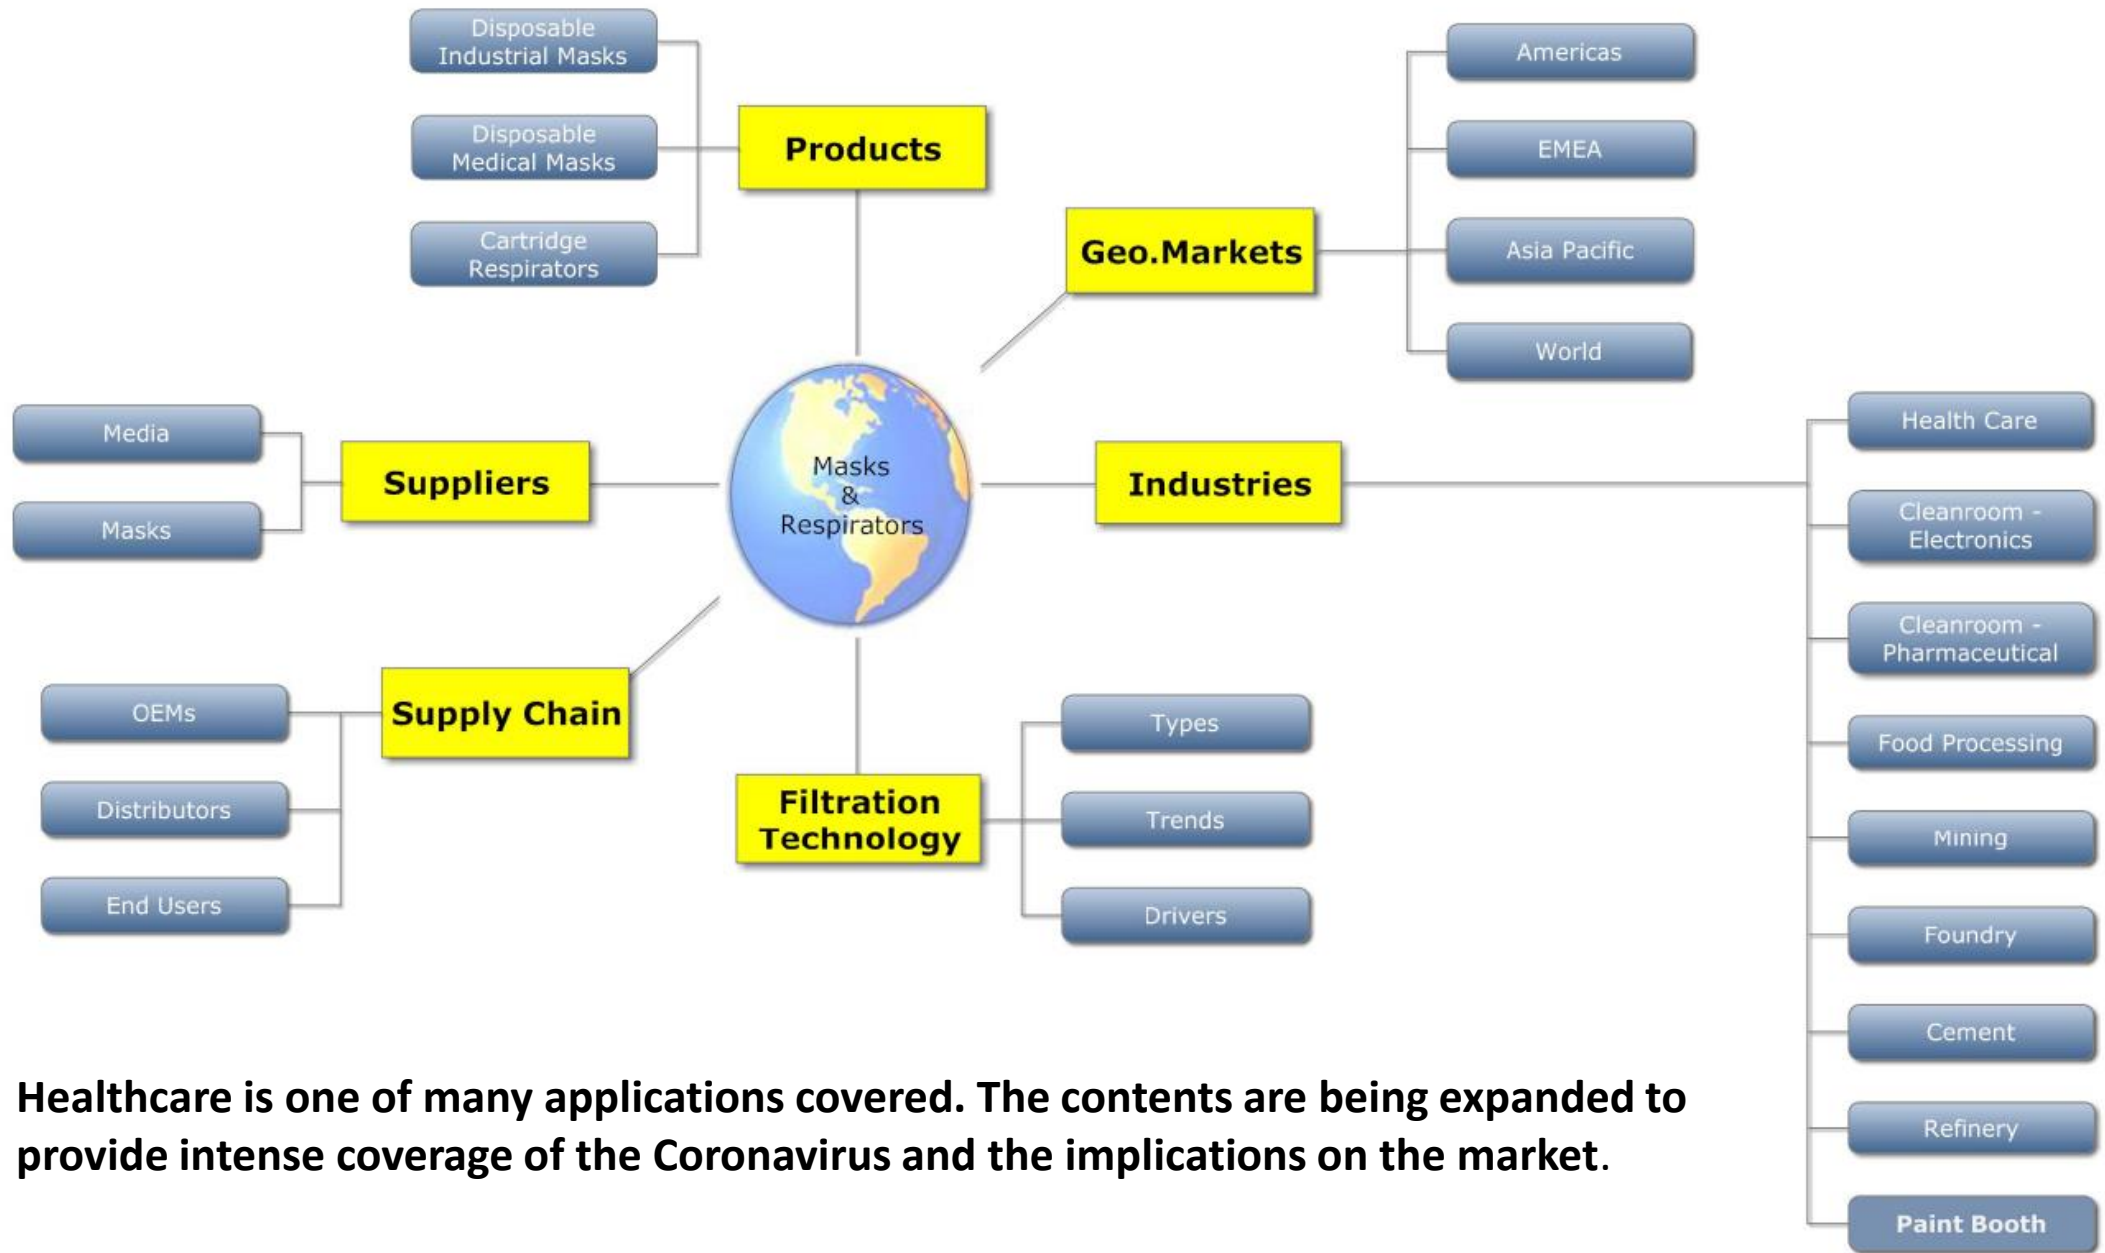 Disposable
Industrial Masks
Disposable
Medical Masks
Cartridge
Respirators
Products
Americas
EMEA
Asia Pacific
World
Geo.Markets
Media
Masks
Suppliers
Masks
&
Respirators
Industries
Health Care
Cleanroom -
Electronics
Cleanroom -
Pharmaceutical
Food Processing
Mining
Foundry
Cement
Refinery
Paint Booth
OEMs
Distributors
End Users
Supply Chain
Filtration
Technology
Types
Trends
Drivers
Healthcare is one of many applications covered. The contents are being expanded to
provide intense coverage of the Coronavirus and the implications on the market.